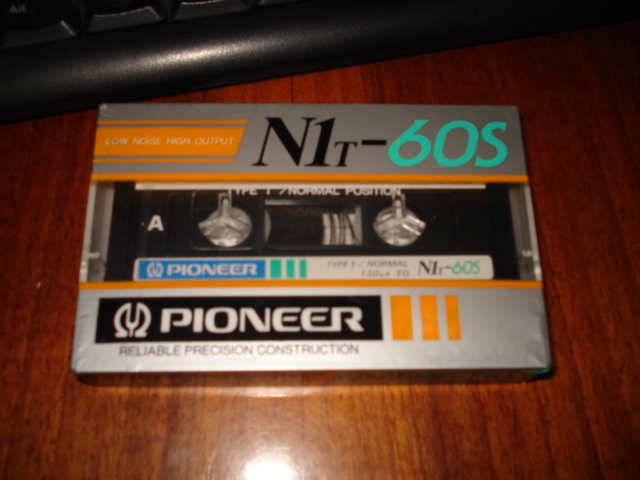 Alt
LOW NOISE HIGH OUTPUT
N1T-60S
TYPE I / NORMAL POSITION
A
PIONEER
TYPE I / NORMAL
120μs EQ
N1T-60S
PIONEER
RELIABLE PRECISION CONSTRUCTION